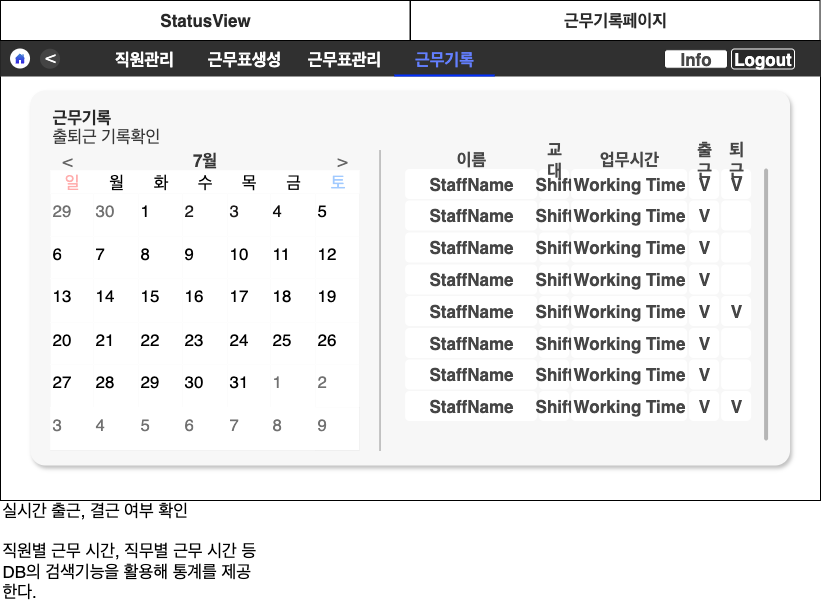 StatusView 근무기록페이지
< 직원관리 근무표생성 근무표관리 근무기록 Info Logout
근무기록
출퇴근 기록확인
< 7월 >
일 월 화 수 목 금 토
29 30 1 2 3 4 5
6 7 8 9 10 11 12
13 14 15 16 17 18 19
20 21 22 23 24 25 26
27 28 29 30 31 1 2
3 4 5 6 7 8 9
이름 교대 업무시간 출근 퇴근
StaffName Shift Working Time V V
StaffName Shift Working Time V
StaffName Shift Working Time V
StaffName Shift Working Time V
StaffName Shift Working Time V V
StaffName Shift Working Time V
StaffName Shift Working Time V
StaffName Shift Working Time V V
실시간 출근, 결근 여부 확인
직원별 근무 시간, 직무별 근무 시간 등
DB의 검색기능을 활용해 통계를 제공
한다.